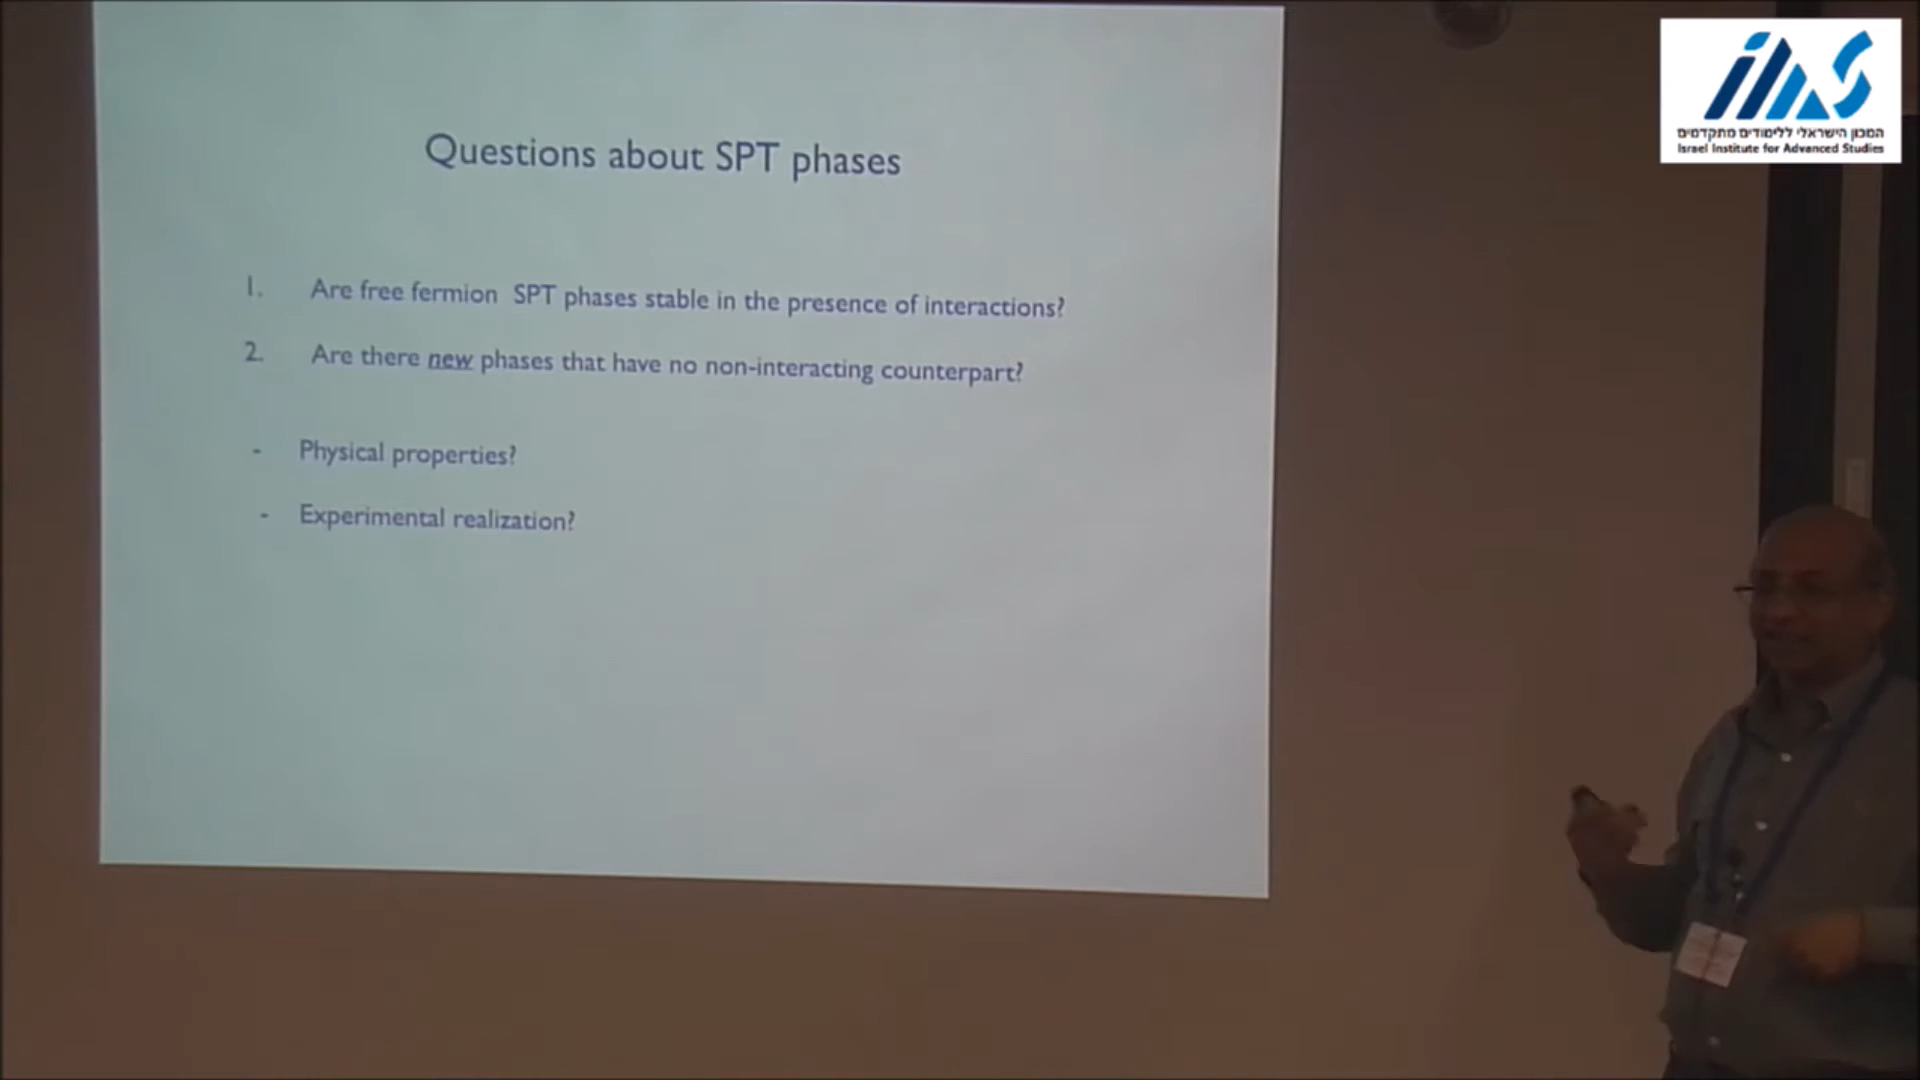 Questions about SPT phases
1. Are free fermion SPT phases stable in the presence of interactions?
2. Are there new phases that have no non-interacting counterpart?
- Physical properties?
- Experimental realization?
ias
המכון הישראלי ללימודים מתקדמים
Israel Institute for Advanced Studies